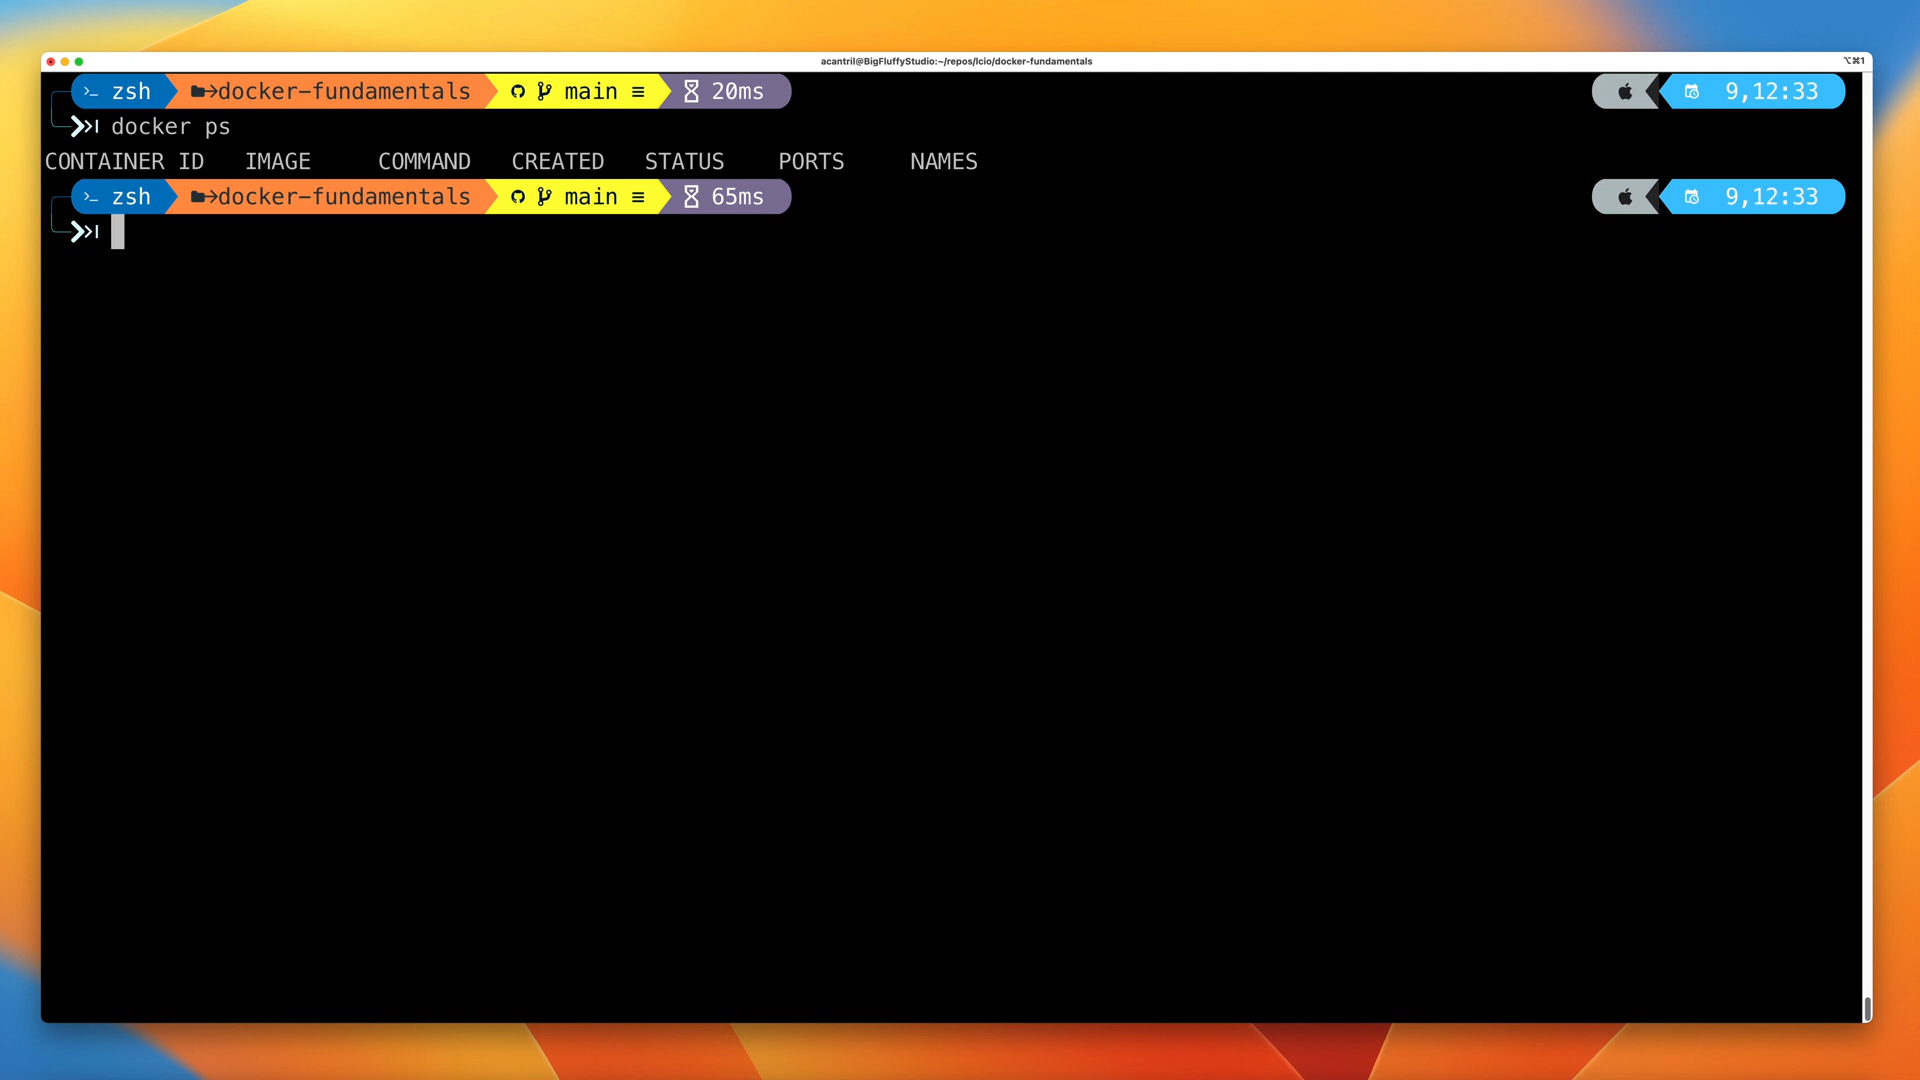 acantril@BigFluffyStudio:~/repos/lcio/docker-fundamentals ⌥⌘1
>_ zsh docker-fundamentals main ≡ 20ms 9,12:33
docker ps
CONTAINER ID IMAGE COMMAND CREATED STATUS PORTS NAMES
>_ zsh docker-fundamentals main ≡ 65ms 9,12:33